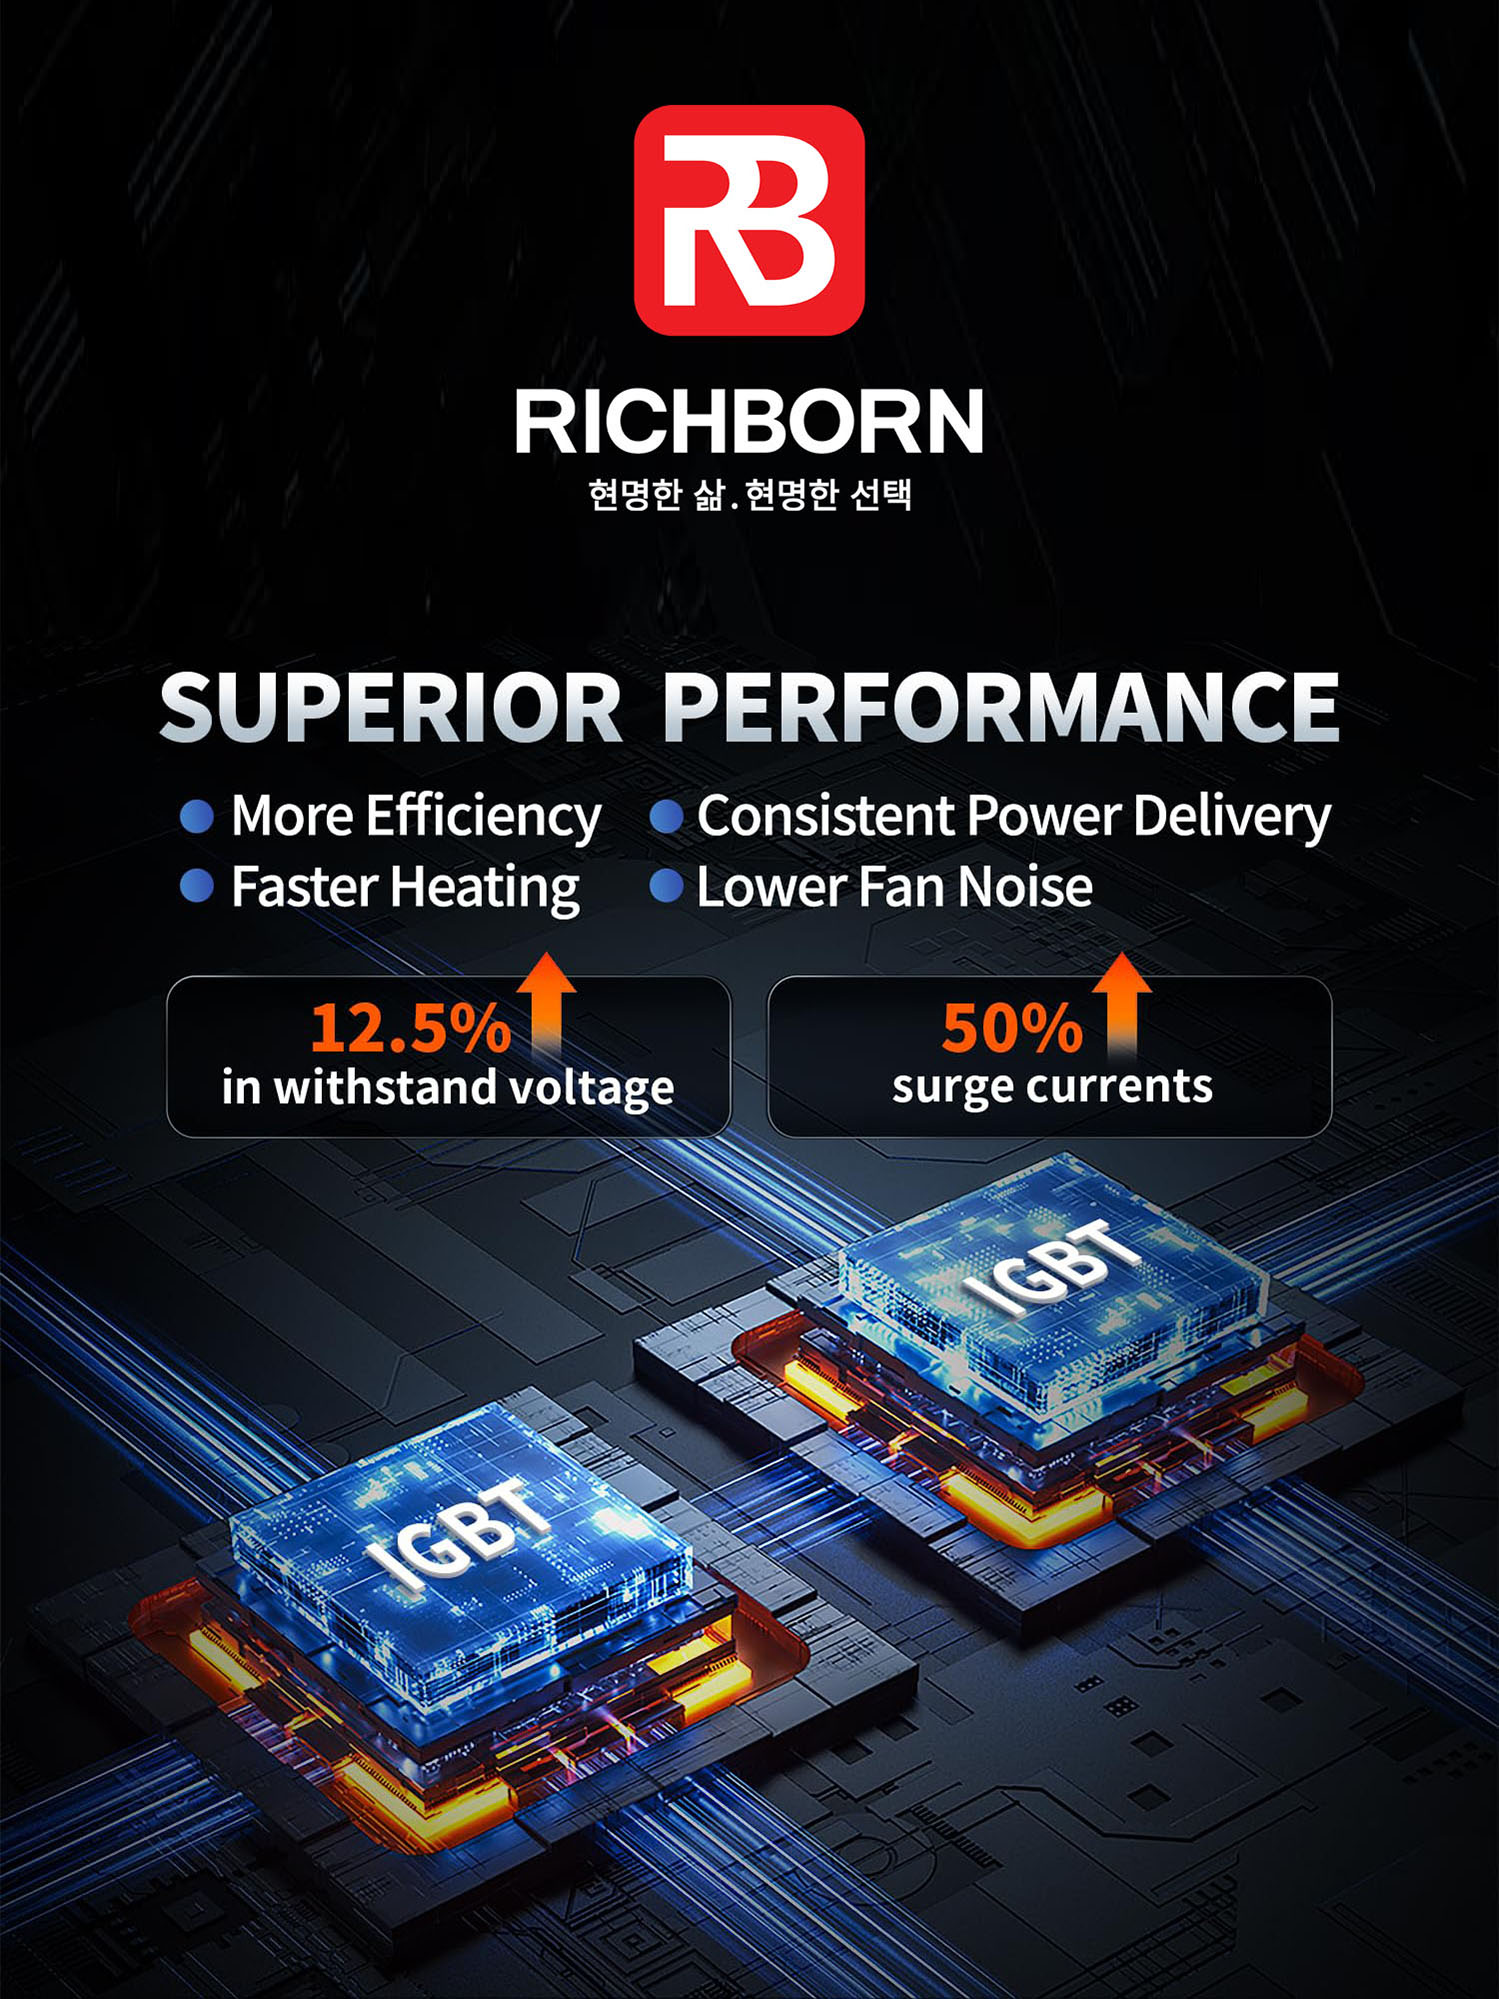 RB
RICHBORN
현명한 삶.현명한 선택
SUPERIOR PERFORMANCE
More Efficiency
Consistent Power Delivery
Faster Heating
Lower Fan Noise
12.5%
in withstand voltage
50%
surge currents
IGBT
IGBT